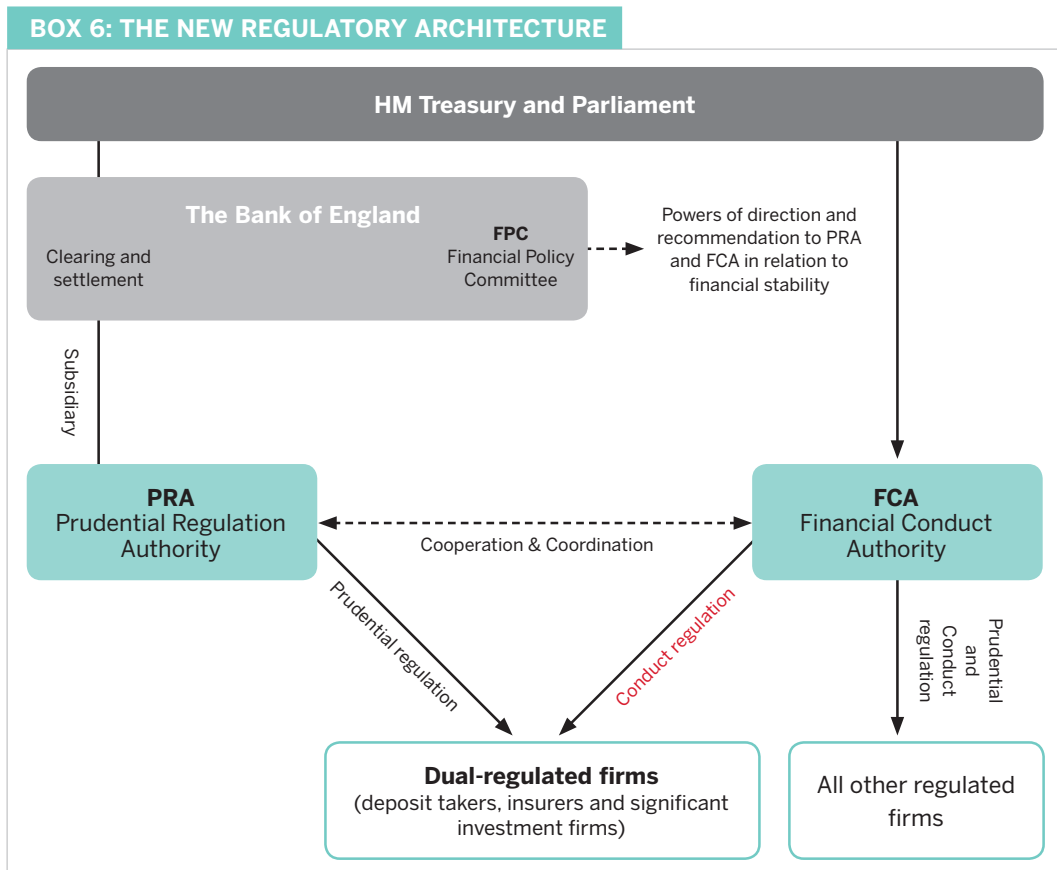 BOX 6: THE NEW REGULATORY ARCHITECTURE
HM Treasury and Parliament
The Bank of England
Clearing and
settlement
FPC
Financial Policy
Committee
Powers of direction and
recommendation to PRA
and FCA in relation to
financial stability
Subsidiary
PRA
Prudential Regulation
Authority
Cooperation & Coordination
FCA
Financial Conduct
Authority
Prudential regulation
Conduct regulation
Prudential
and
Conduct
regulation
Dual-regulated firms
(deposit takers, insurers and significant
investment firms)
All other regulated
firms